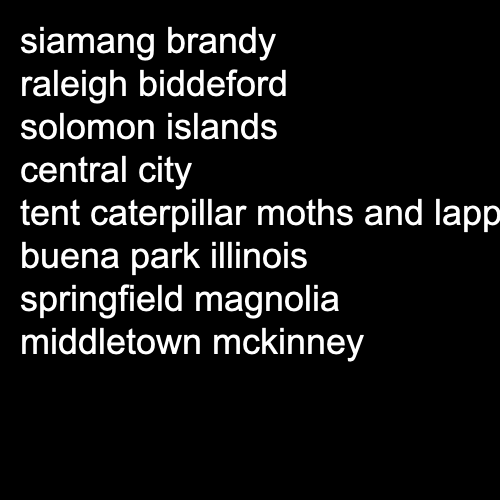 siamang brandy
raleigh biddeford
solomon islands
central city
tent caterpillar moths and lapp
buena park illinois
springfield magnolia
middletown mckinney